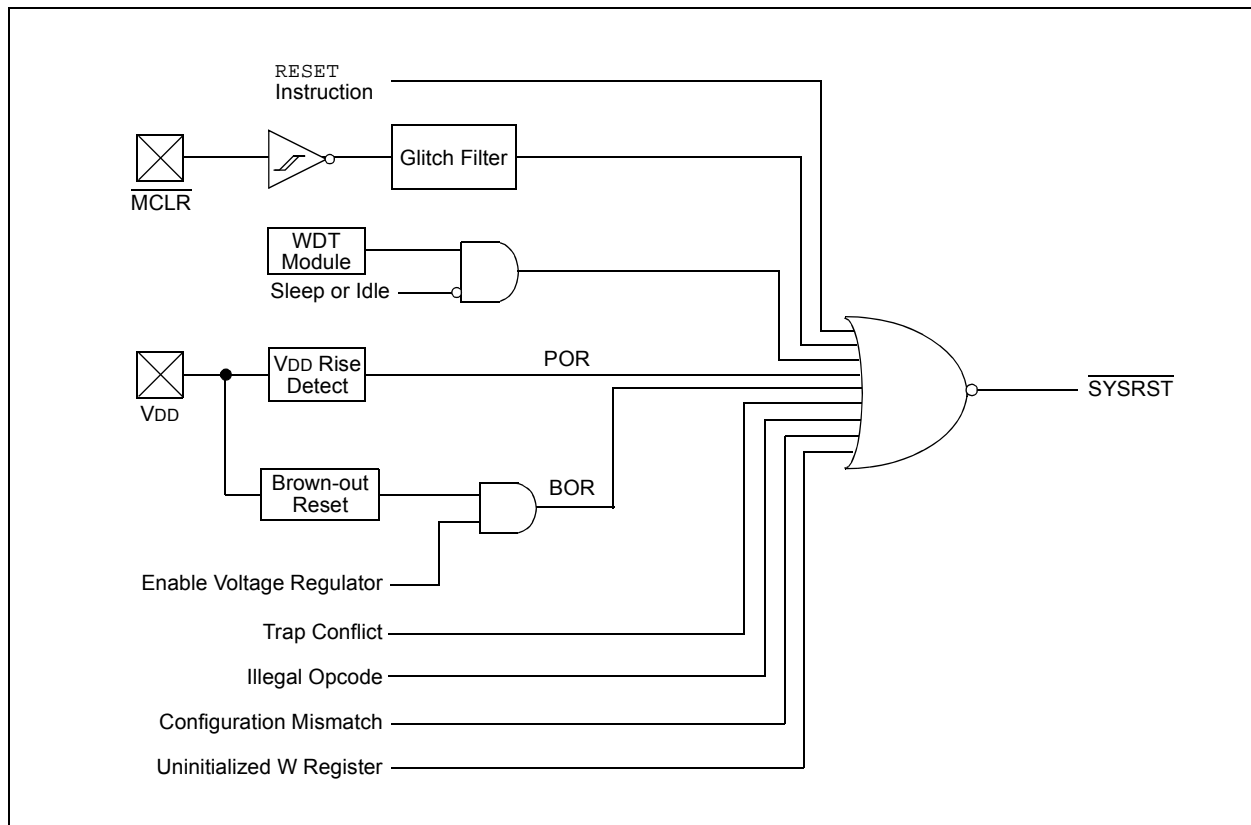 RESET
Instruction
Glitch Filter
MCLR
WDT
Module
Sleep or Idle
VDD Rise
Detect
POR
VDD
SYSRST
Brown-out
Reset
BOR
Enable Voltage Regulator
Trap Conflict
Illegal Opcode
Configuration Mismatch
Uninitialized W Register